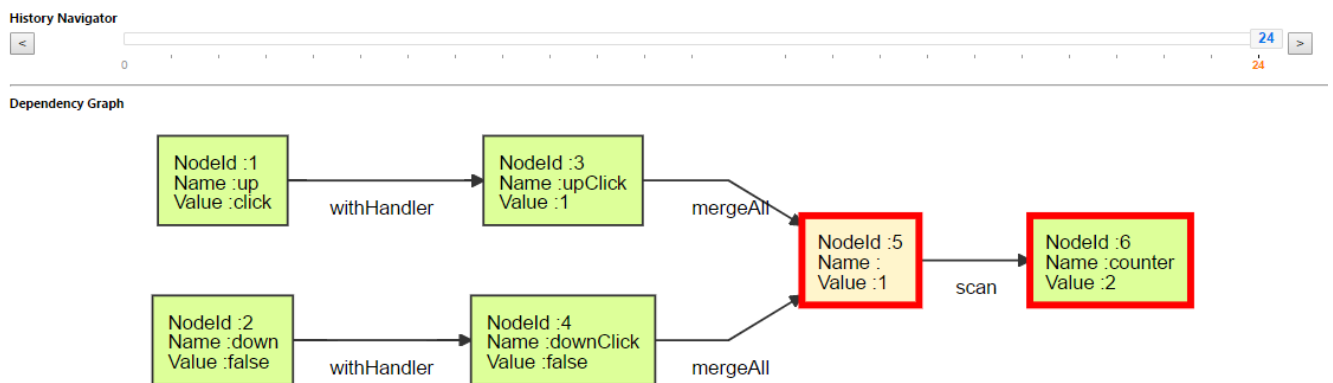 History Navigator
<
24
>
0
24
Dependency Graph
NodeId :1
Name :up
Value :click
withHandler
NodeId :3
Name :upClick
Value :1
mergeAll
NodeId :5
Name :
Value :1
scan
NodeId :6
Name :counter
Value :2
NodeId :2
Name :down
Value :false
withHandler
NodeId :4
Name :downClick
Value :false
mergeAll